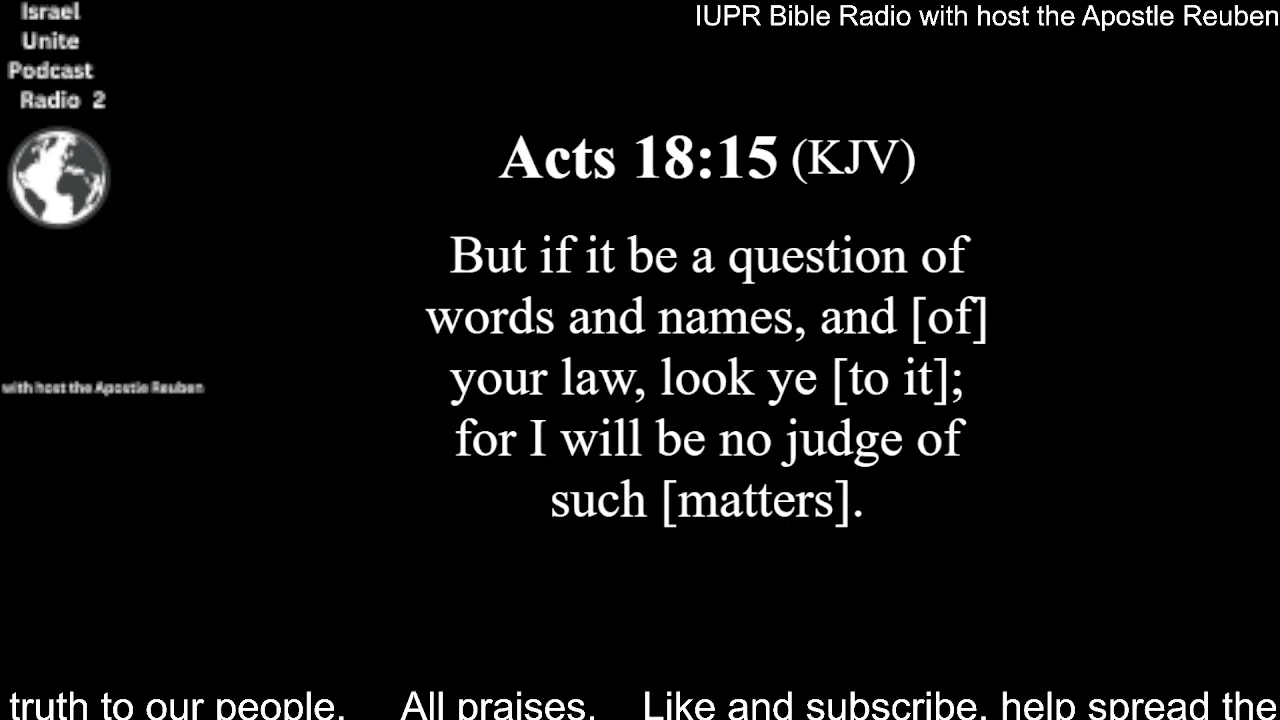 Israel
Unite
Podcast
Radio 2
IUPR Bible Radio with host the Apostle Reuben
Acts 18:15 (KJV)
But if it be a question of
words and names, and [of]
your law, look ye [to it];
for I will be no judge of
such [matters].
with host the Apostle Reuben
truth to our people. All praises. Like and subscribe, help spread the